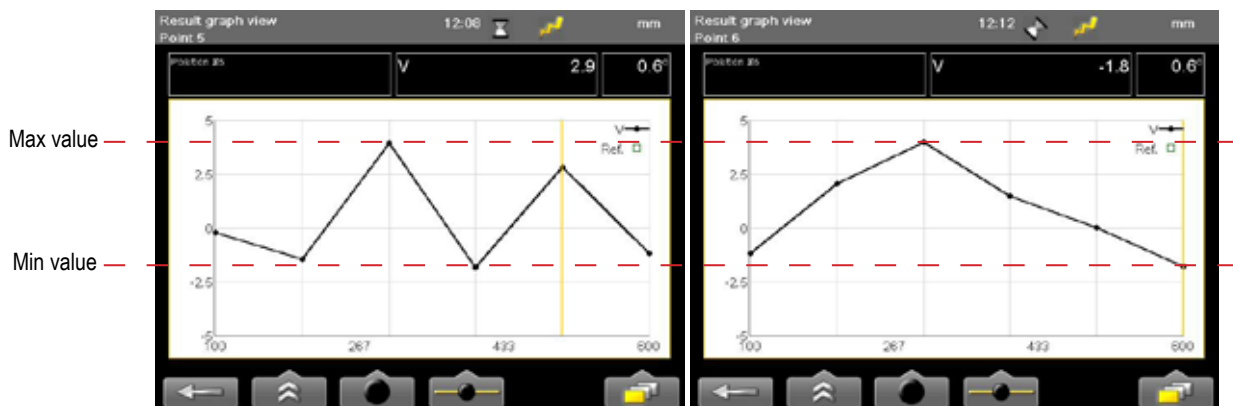 Result graph view
12:08
mm
Point 5
V
2.9
0.6°
5
2.5
0
-2.5
-5
V
Ref.
100
267
433
600
Result graph view
12:12
mm
Point 6
V
-1.8
0.6°
5
2.5
0
-2.5
-5
V
Ref.
100
267
433
600
Max value
Min value